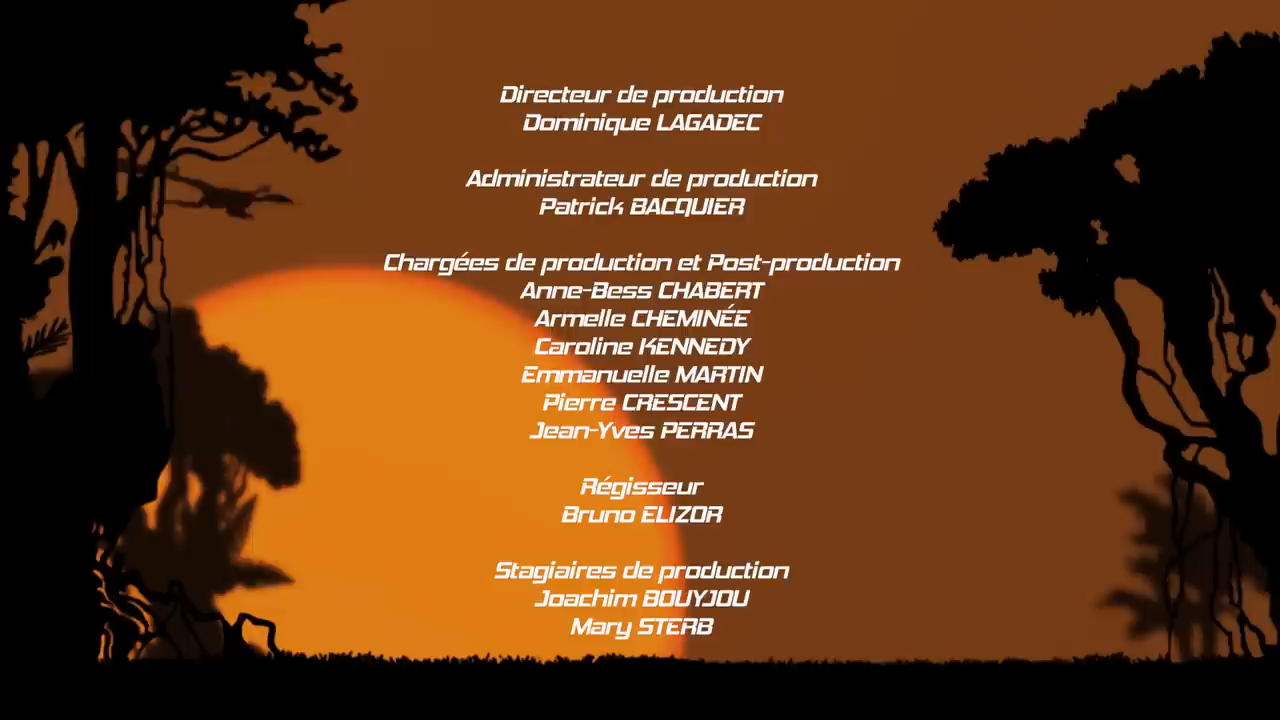 Directeur de production
Dominique LAGADEC
Administrateur de production
Patrick BACQUIER
Chargées de production et Post-production
Anne-Bess CHABERT
Armelle CHEMINÉE
Caroline KENNEDY
Emmanuelle MARTIN
Pierre CRESCENT
Jean-Yves PERRAS
Régisseur
Bruno ELIZOR
Stagiaires de production
Joachim BOUYJOU
Mary STERB